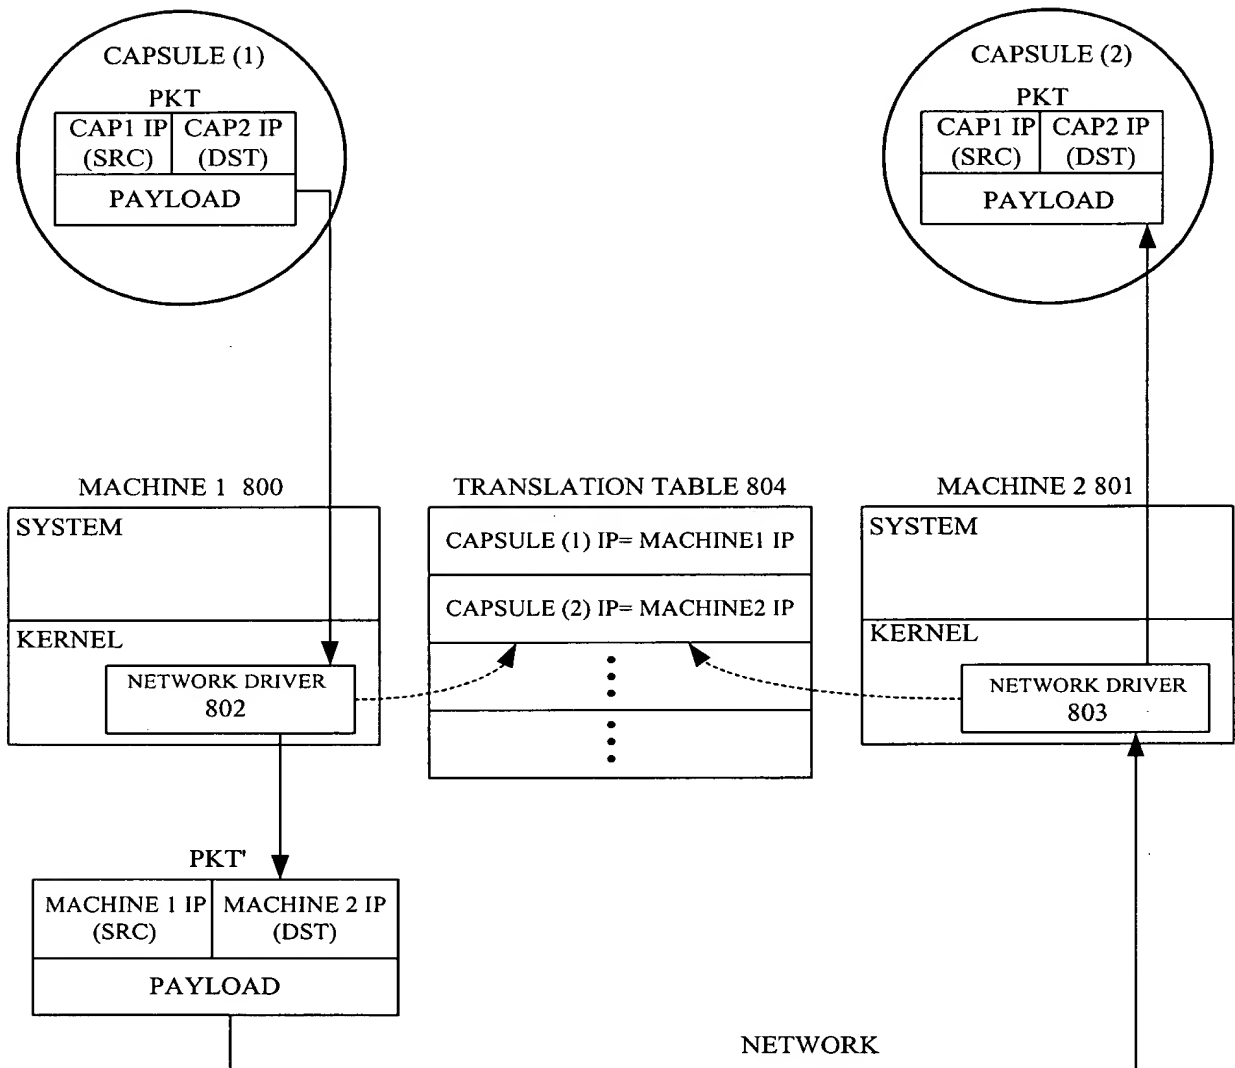 CAPSULE (1)
PKT
CAP1 IP
(SRC)
CAP2 IP
(DST)
PAYLOAD
CAPSULE (2)
PKT
CAP1 IP
(SRC)
CAP2 IP
(DST)
PAYLOAD
MACHINE 1 800
SYSTEM
KERNEL
NETWORK DRIVER
802
TRANSLATION TABLE 804
CAPSULE (1) IP= MACHINE1 IP
CAPSULE (2) IP= MACHINE2 IP
MACHINE 2 801
SYSTEM
KERNEL
NETWORK DRIVER
803
PKT'
MACHINE 1 IP
(SRC)
MACHINE 2 IP
(DST)
PAYLOAD
NETWORK